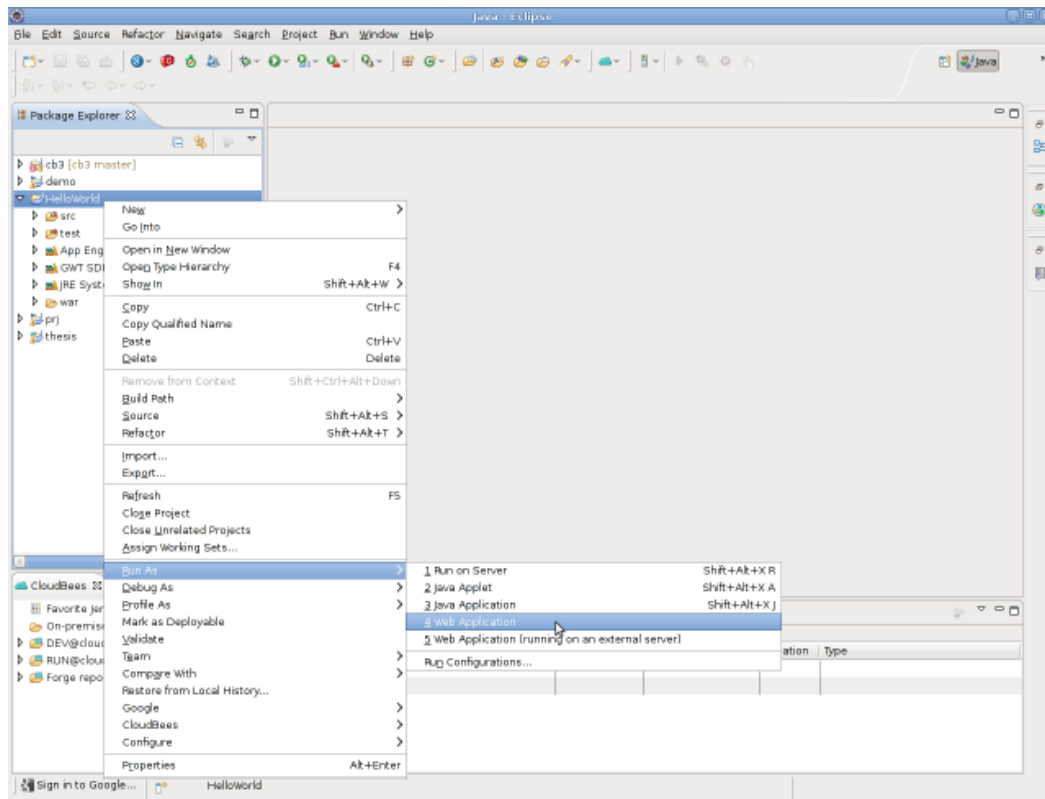 Java - Eclipse
File Edit Source Refactor Navigate Search Project Run Window Help
Java
Package Explorer
cb3 [cb3 master]
demo
HelloWorld
src
test
App Eng
GWT SD
JRE Syst
war
prj
thesis
New
Go Into
Open in New Window
Open Type Hierarchy F4
Show In Shift+Alt+W
Copy Ctrl+C
Copy Qualified Name
Paste Ctrl+V
Delete Delete
Remove from Context Shift+Ctrl+Alt+Down
Build Path
Source Shift+Alt+S
Refactor Shift+Alt+T
Import...
Export...
Refresh F5
Close Project
Close Unrelated Projects
Assign Working Sets...
Run As
Debug As
Profile As
Mark as Deployable
Validate
Team
Compare With
Restore from Local History...
Google
CloudBees
Configure
Properties Alt+Enter
1 Run on Server Shift+Alt+X R
2 Java Applet Shift+Alt+X A
3 Java Application Shift+Alt+X J
4 Web Application
5 Web Application (running on an external server)
Run Configurations...
CloudBees
Favorite Jer
On-premise
DEV@cloud
RUN@clou
Forge repo
ation Type
Sign in to Google... HelloWorld